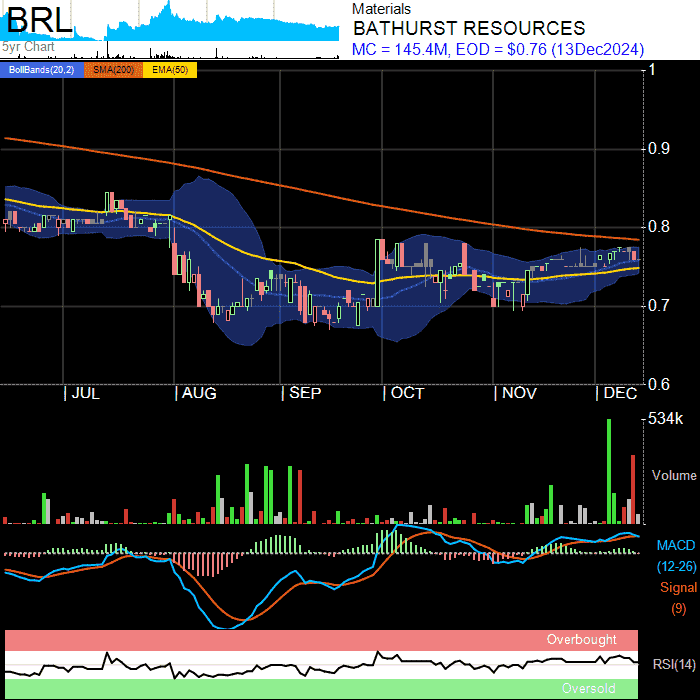 BRL
5yr Chart
Materials
BATHURST RESOURCES
MC = 145.4M, EOD = $0.76 (13Dec2024)
BollBands(20,2) SMA(200) EMA(50)
1
0.9
0.8
0.7
0.6
JUL AUG SEP OCT NOV DEC
534k
Volume
MACD
(12-26)
Signal
(9)
Overbought
RSI(14)
Oversold